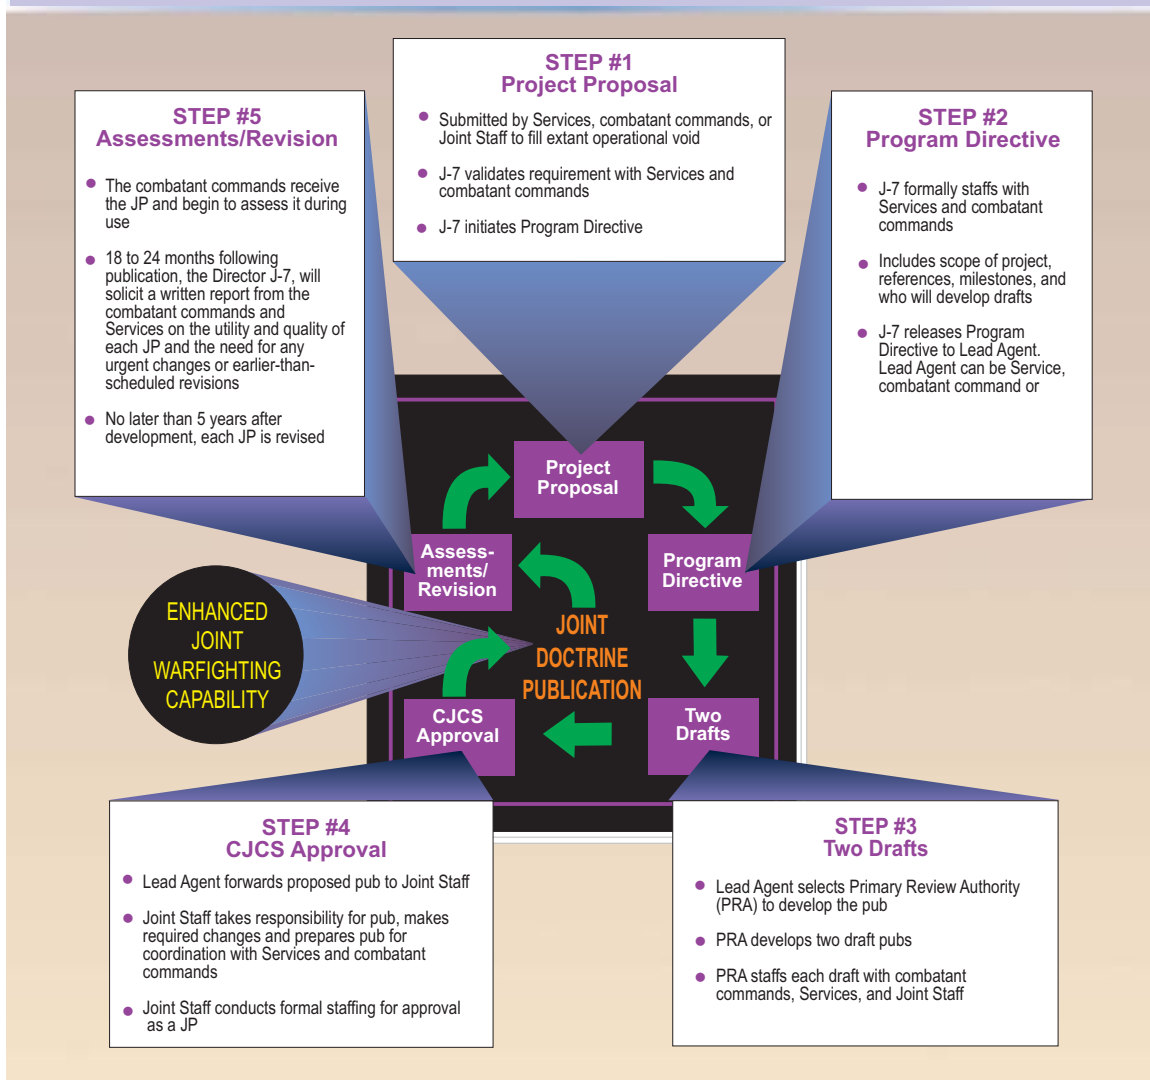 STEP #1
Project Proposal
• Submitted by Services, combatant commands, or
Joint Staff to fill extant operational void
• J-7 validates requirement with Services and
combatant commands
• J-7 initiates Program Directive
STEP #2
Program Directive
• J-7 formally staffs with
Services and combatant
commands
• Includes scope of project,
references, milestones, and
who will develop drafts
• J-7 releases Program
Directive to Lead Agent.
Lead Agent can be Service,
combatant command or
STEP #5
Assessments/Revision
• The combatant commands receive
the JP and begin to assess it during
use
• 18 to 24 months following
publication, the Director J-7, will
solicit a written report from the
combatant commands and
Services on the utility and quality of
each JP and the need for any
urgent changes or earlier-than-
scheduled revisions
• No later than 5 years after
development, each JP is revised
Project
Proposal
Assess-
ments/
Revision
Program
Directive
ENHANCED
JOINT
WARFIGHTING
CAPABILITY
JOINT
DOCTRINE
PUBLICATION
CJCS
Approval
Two
Drafts
STEP #4
CJCS Approval
• Lead Agent forwards proposed pub to Joint Staff
• Joint Staff takes responsibility for pub, makes
required changes and prepares pub for
coordination with Services and combatant
commands
• Joint Staff conducts formal staffing for approval
as a JP
STEP #3
Two Drafts
• Lead Agent selects Primary Review Authority
(PRA) to develop the pub
• PRA develops two draft pubs
• PRA staffs each draft with combatant
commands, Services, and Joint Staff